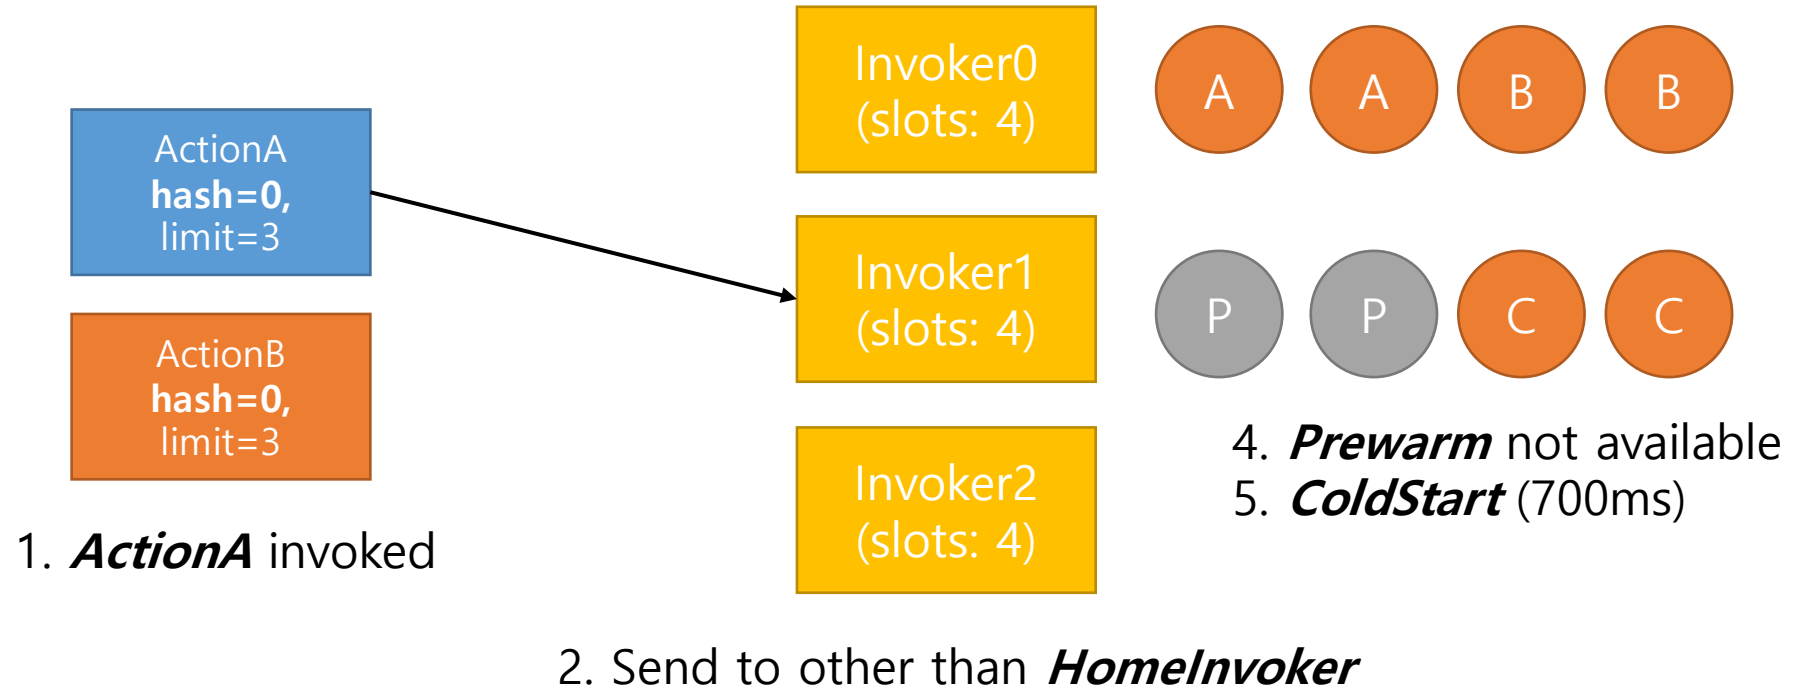 ActionA
hash=0,
limit=3
ActionB
hash=0,
limit=3
1. ActionA invoked
Invoker0
(slots: 4)
Invoker1
(slots: 4)
Invoker2
(slots: 4)
A A B B
P P C C
4. Prewarm not available
5. ColdStart (700ms)
2. Send to other than HomeInvoker